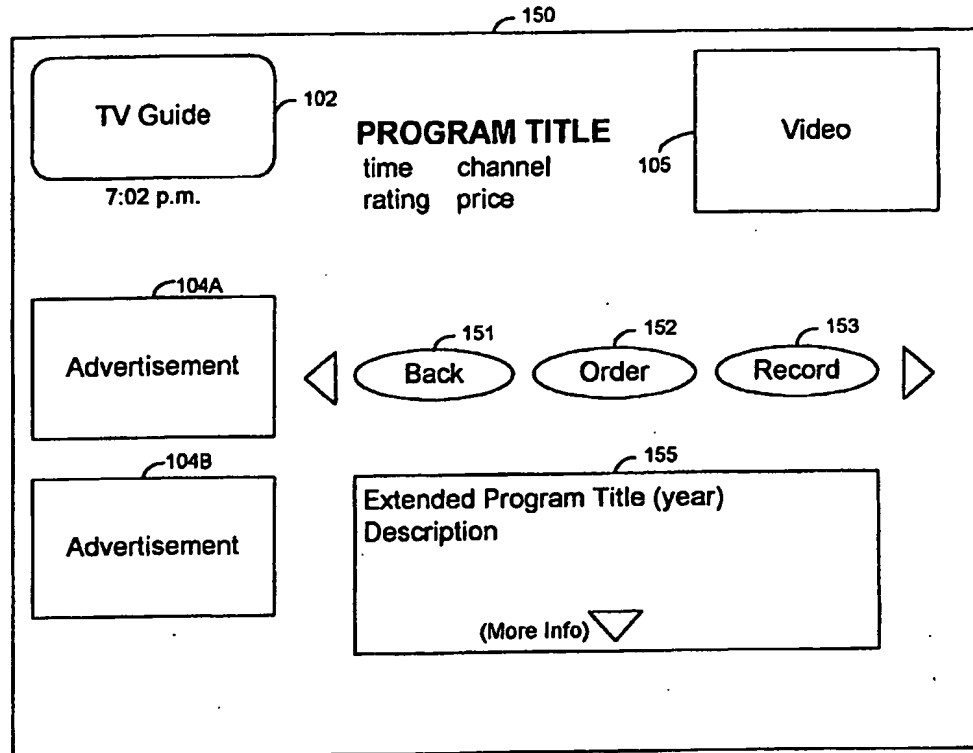 150
TV Guide
102
7:02 p.m.
PROGRAM TITLE
time channel
rating price
105
Video
104A
Advertisement
151
Back
152
Order
153
Record
104B
Advertisement
155
Extended Program Title (year)
Description
(More Info)